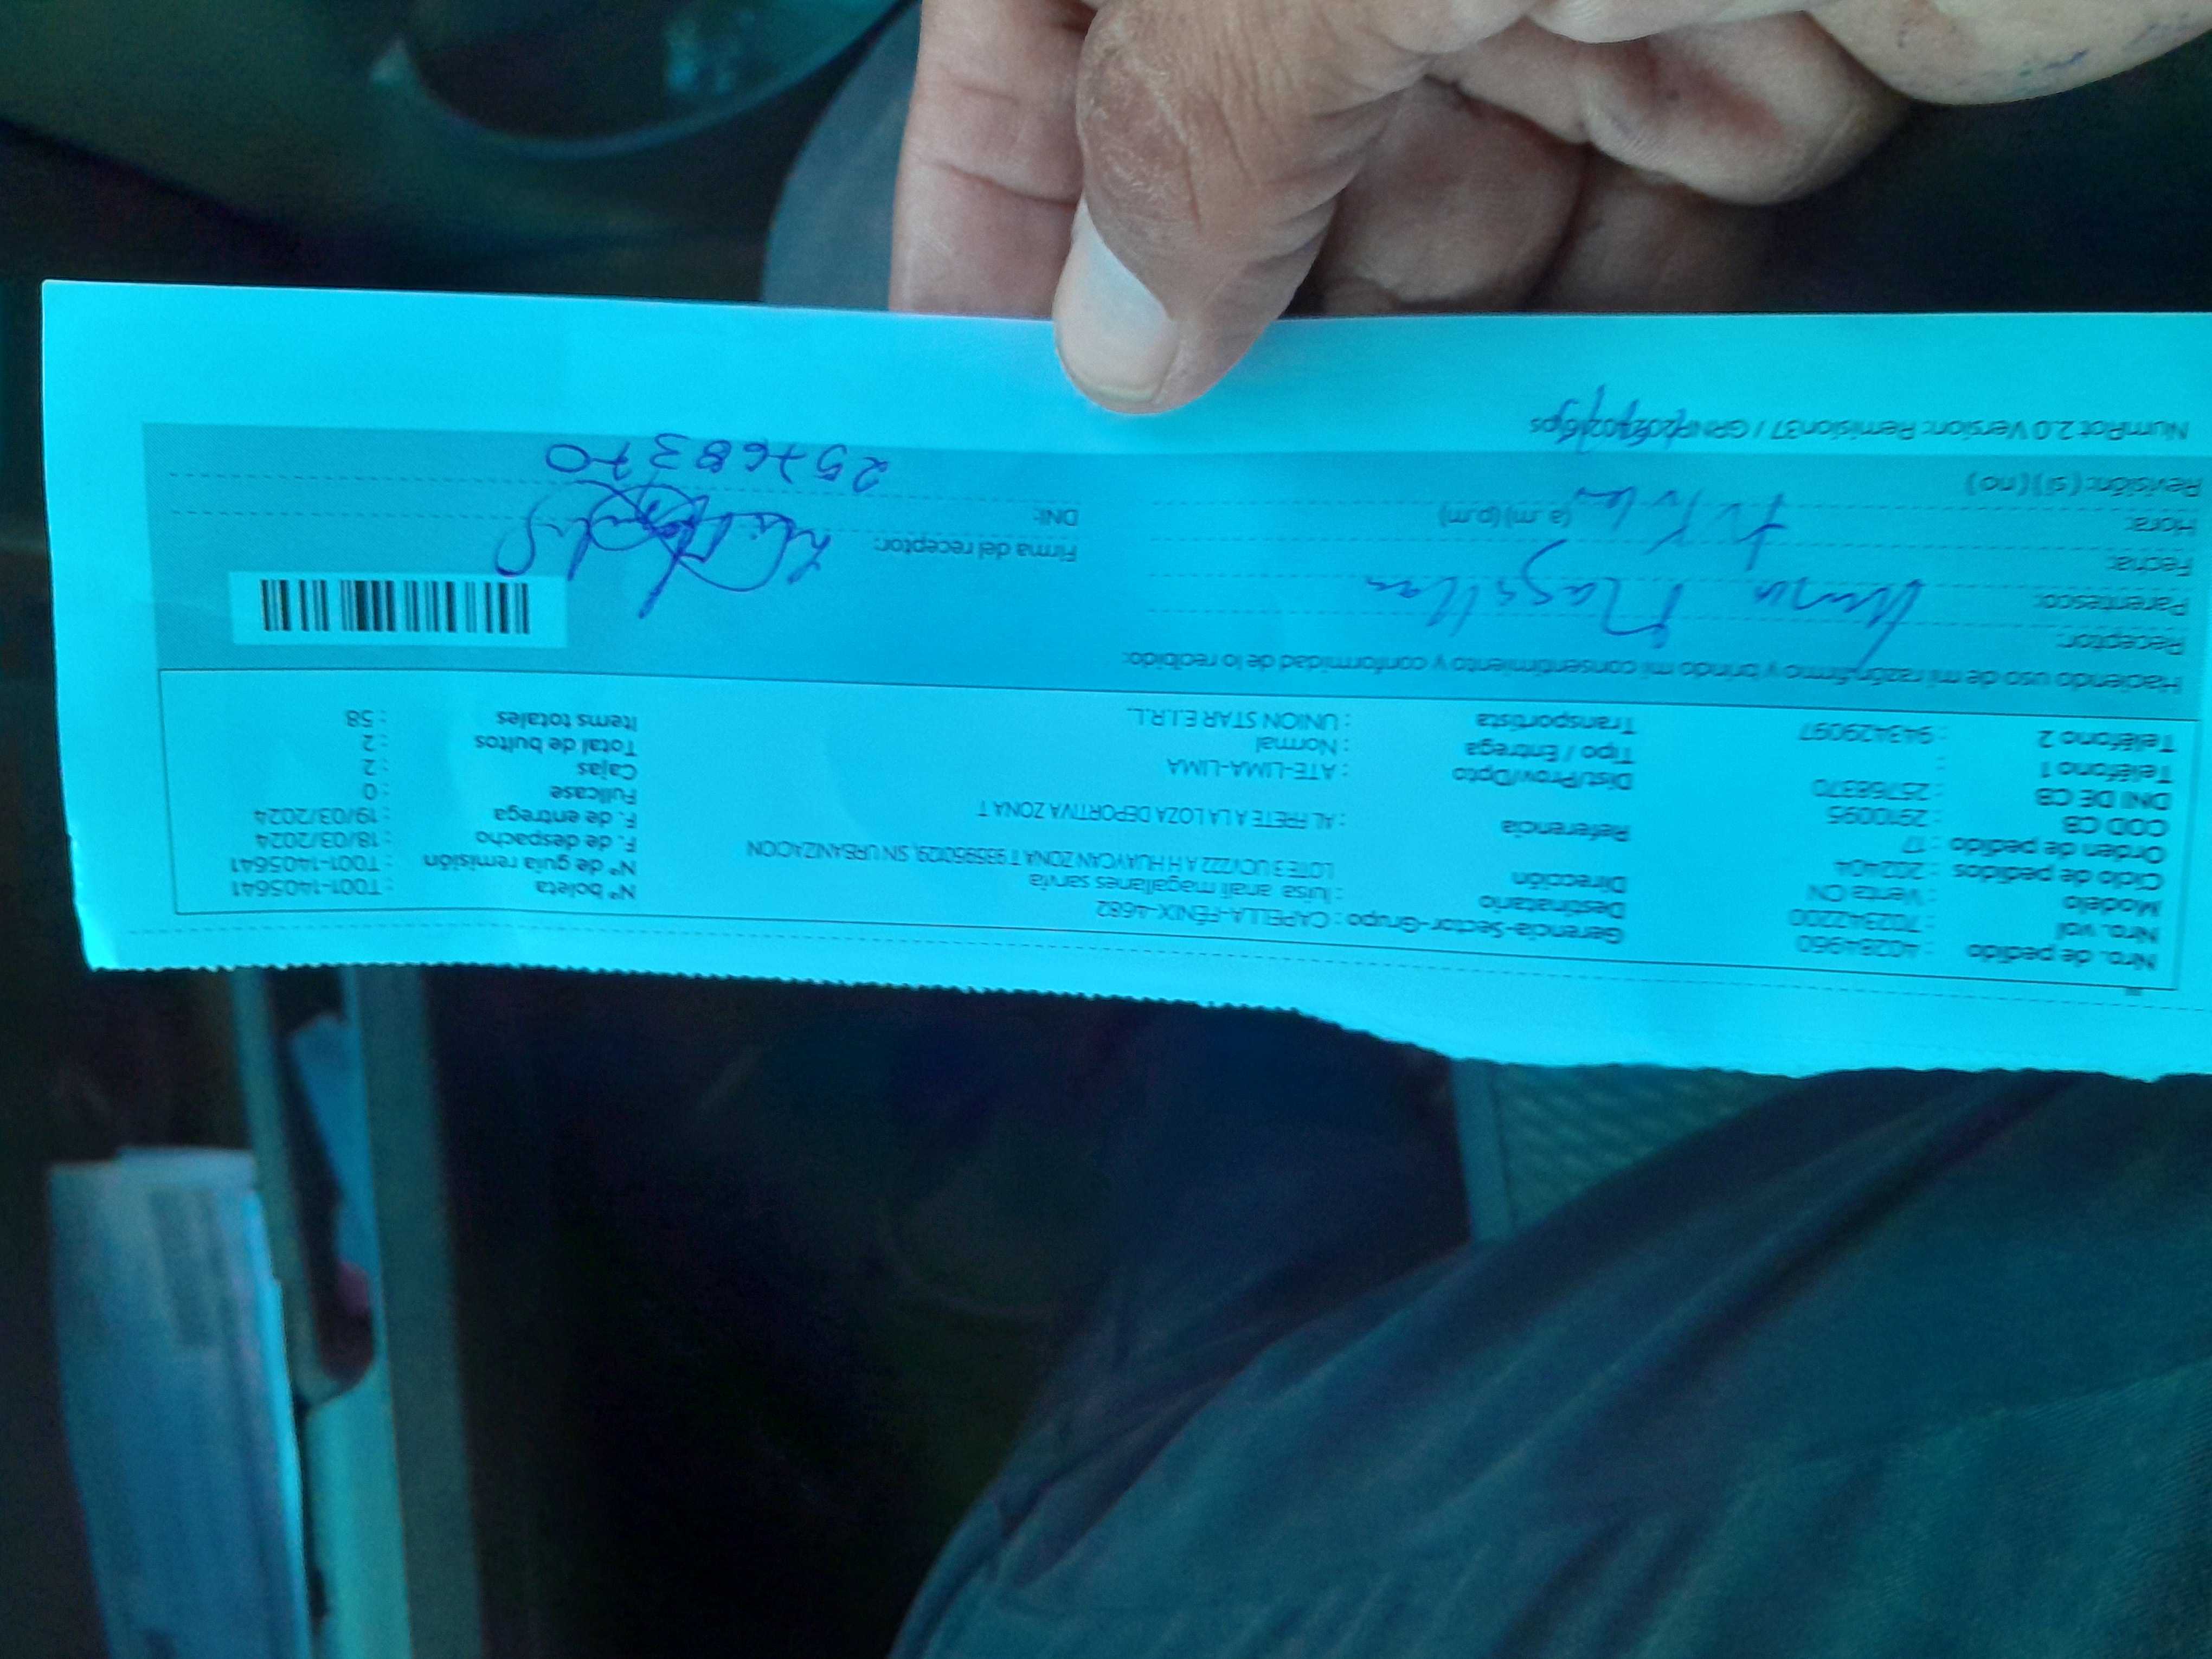 Nro. de pedido : 40284960
Nro. voli : 702342200
Modelo : Venta CN
Ciclo de pedidos : 202404
Orden de pedido : 17
COD CB : 2910095
DNI DE CB : 25768370
Teléfono 1 :
Teléfono 2 : 943429097
Gerencia-Sector-Grupo : CAPELLA-FÉNIX-4682
Destinatario : luisa anali magallanes sarvia
Dirección LOTE 3 UCV222 A H HUAYCAN ZONA T 935950129, SIN URBANIZACION
Referencia : AL FRETE A LA LOZA DEPORTIVA ZONA T
Dist/Prov/Dpto : ATE-LIMA-LIMA
Tipo / Entrega : Normal
Transportista : UNION STAR E.I.R.L.
Nº boleta : T001-1405641
Nº de guía remisión : T001-1405641
F. de despacho : 18/03/2024
F. de entrega : 19/03/2024
Fullcase : 0
Cajas : 2
Total de bultos : 2
Items totales : 58
Haciendo uso de mi razón firmo y brindo mi consentimiento y conformidad de lo recibido:
Receptor:
Parentesco:
Fecha:
Hora: (a.m) (p.m)
Revisión: (si) (no)
Firma del receptor:
DNI: 25768370
NumRot 2.0 Version: Remision37 /